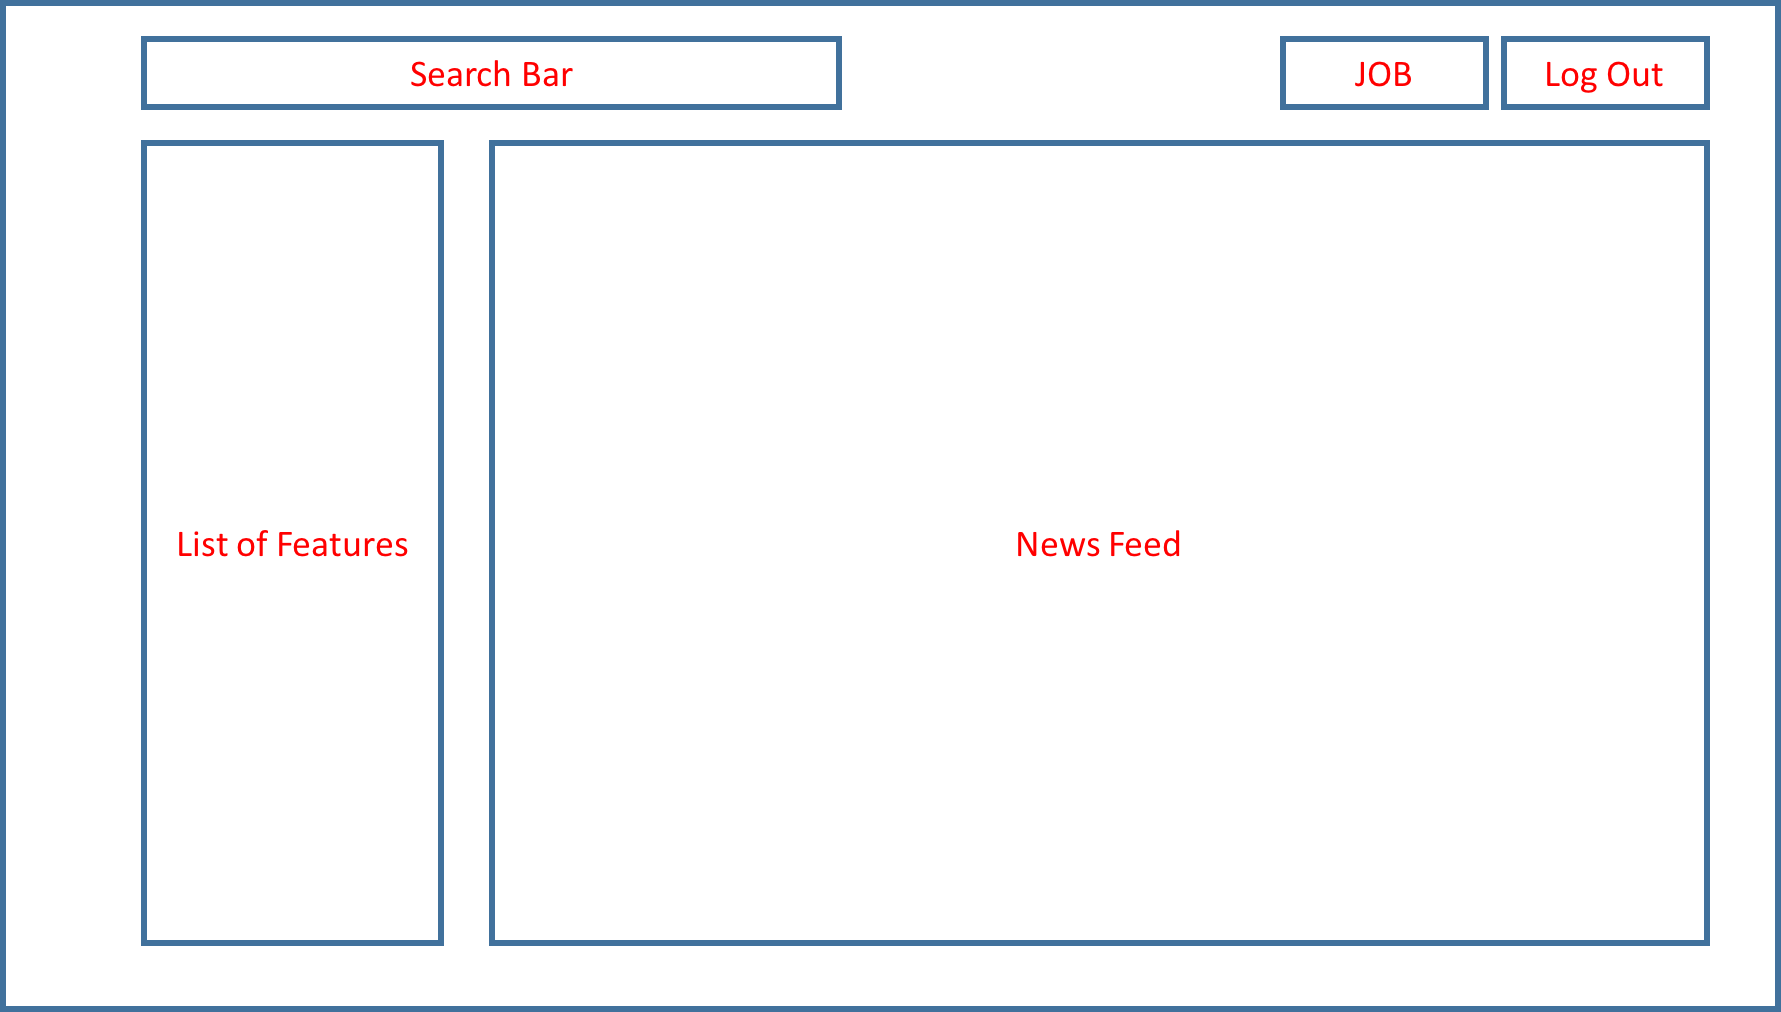 Search Bar
JOB
Log Out
List of Features
News Feed